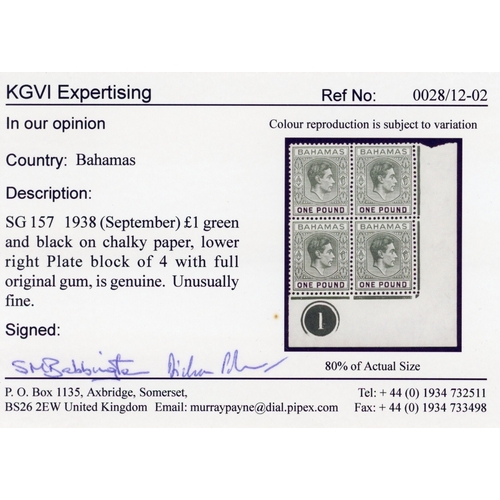 KGVI Expertising
Ref No: 0028/12-02
In our opinion
Colour reproduction is subject to variation
Country: Bahamas
Description:
SG 157 1938 (September) £1 green
and black on chalky paper, lower
right Plate block of 4 with full
original gum, is genuine. Unusually
fine.
BAHAMAS BAHAMAS
ONE POUND ONE POUND
BAHAMAS BAHAMAS
ONE POUND ONE POUND
1
Signed:
80% of Actual Size
P. O. Box 1135, Axbridge, Somerset,
BS26 2EW United Kingdom Email: murraypayne@dial.pipex.com
Tel: + 44 (0) 1934 732511
Fax: + 44 (0) 1934 733498